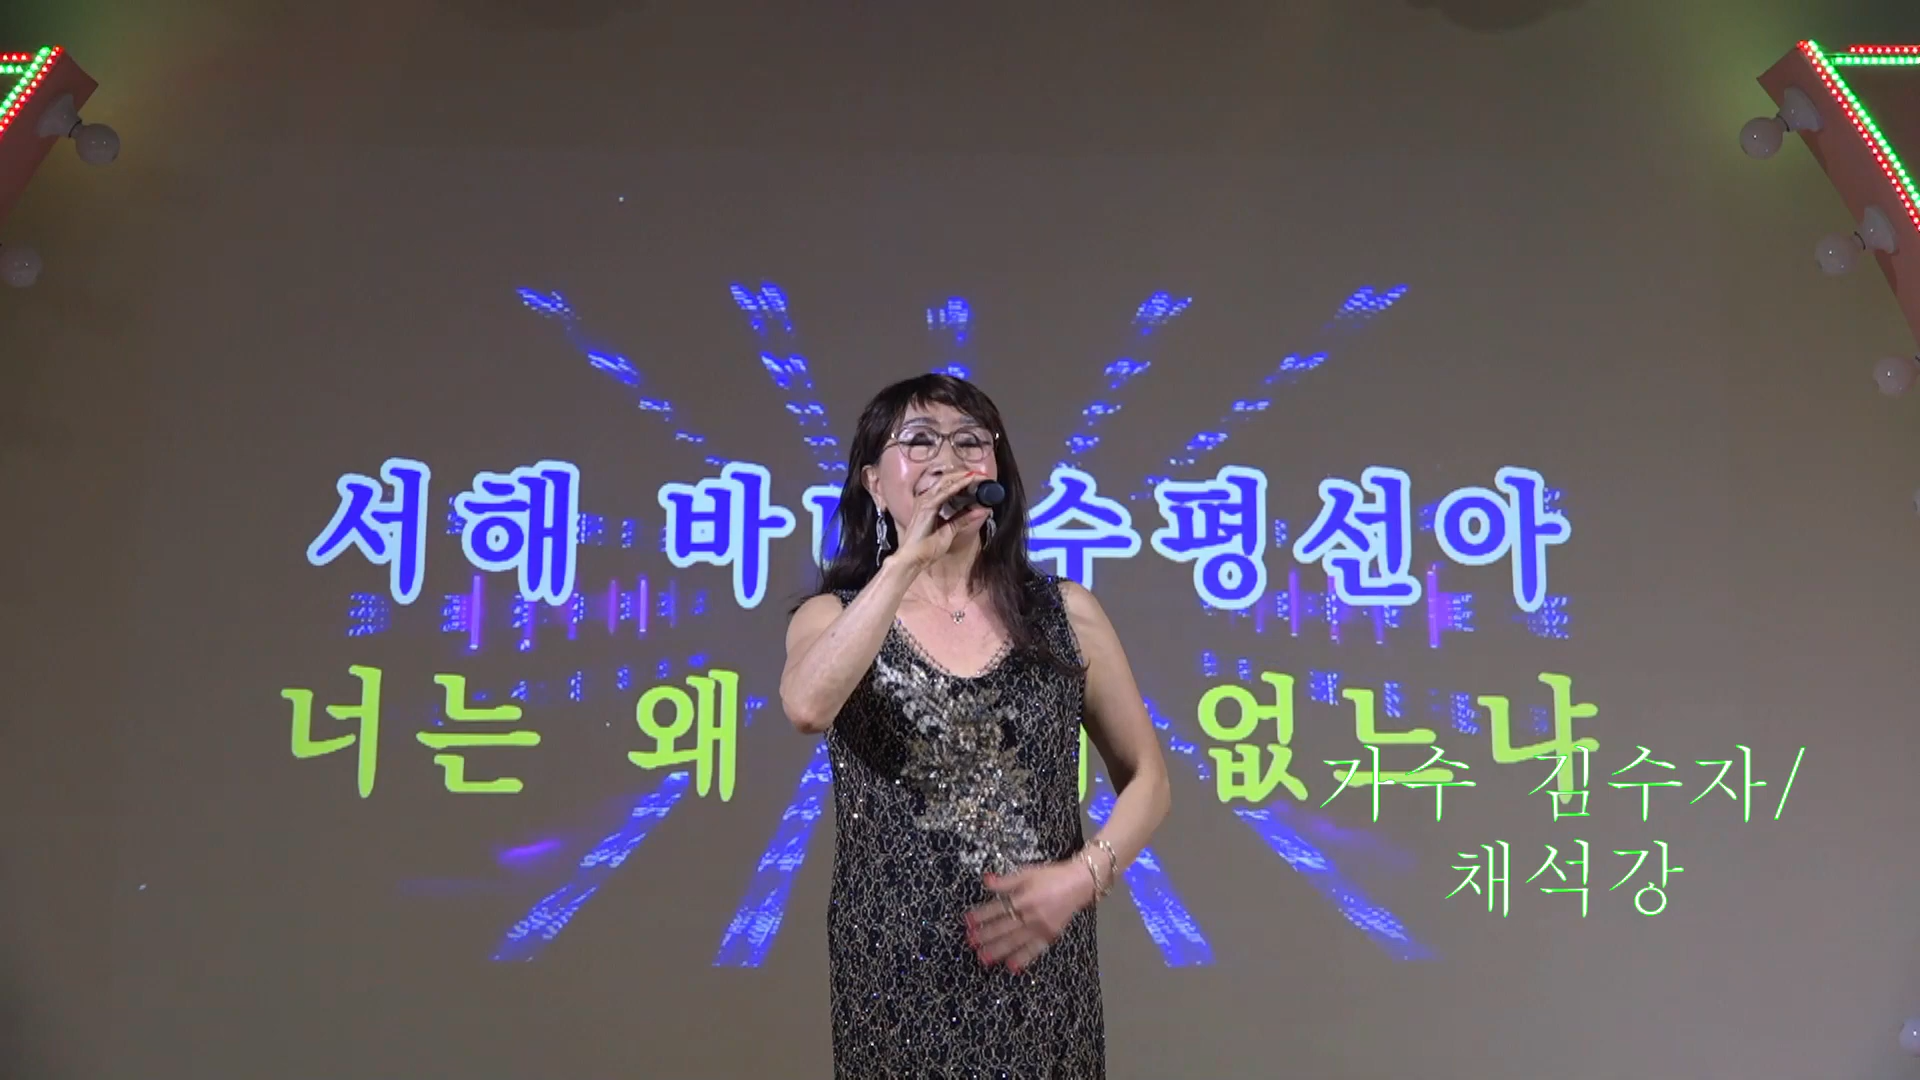 서해 수평선아
너는 왜 없느냐
가수 김수자/
채석강